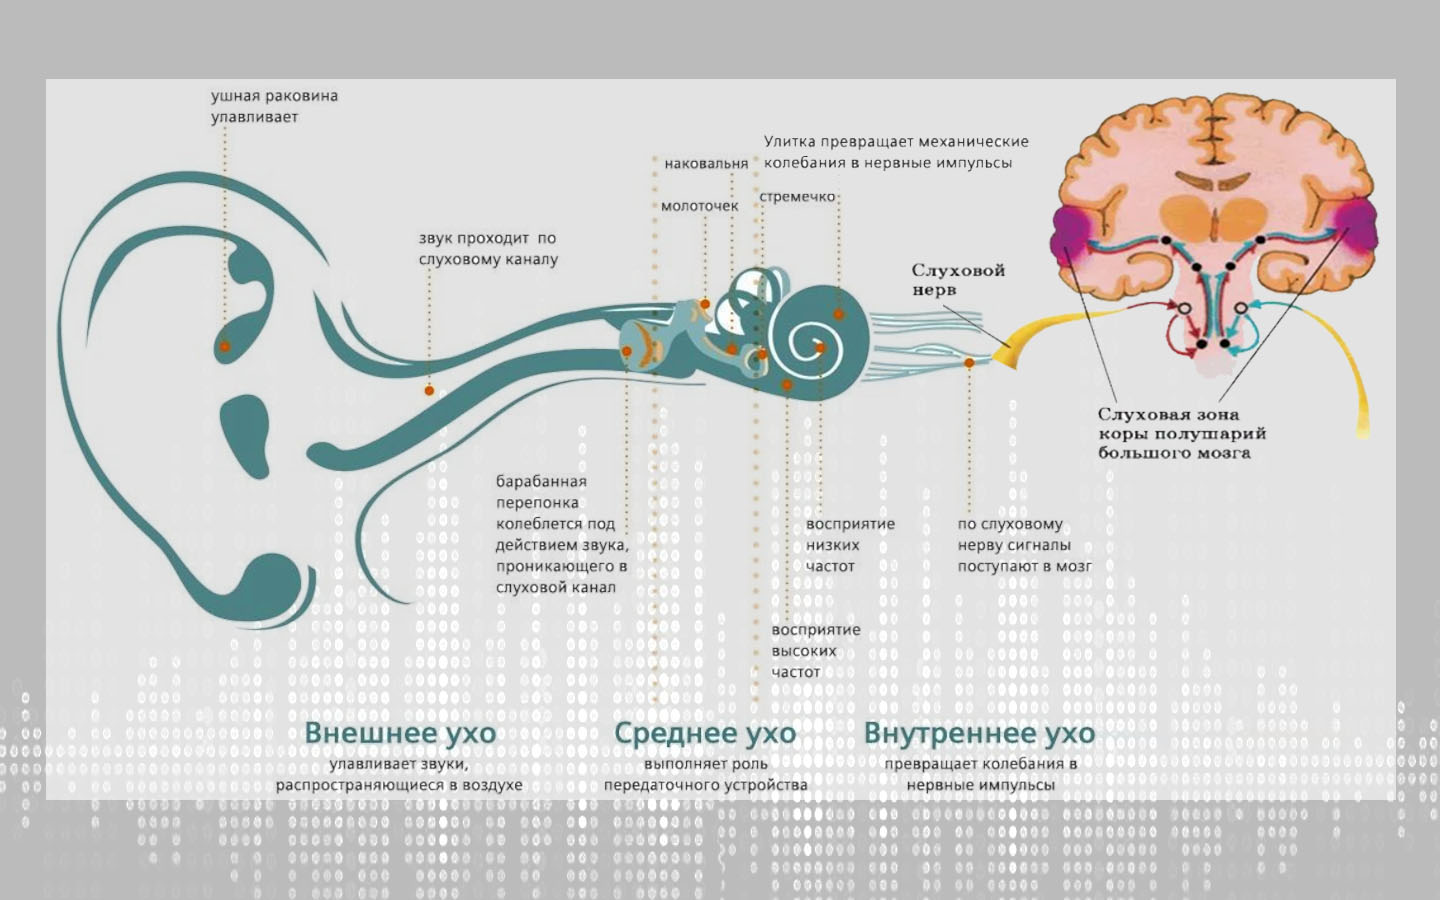 ушная раковина
улавливает
звук проходит по
слуховому каналу
наковальня
молоточек
Улитка превращает механические
колебания в нервные импульсы
стремечко
Слуховой
нерв
Слуховая зона
коры полушарий
большого мозга
барабанная
перепонка
колеблется под
действием звука,
проникающего в
слуховой канал
восприятие
низких
частот
по слуховому
нерву сигналы
поступают в мозг
восприятие
высоких
частот
Внешнее ухо
улавливает звуки,
распространяющиеся в воздухе
Среднее ухо
выполняет роль
передаточного устройства
Внутреннее ухо
превращает колебания в
нервные импульсы